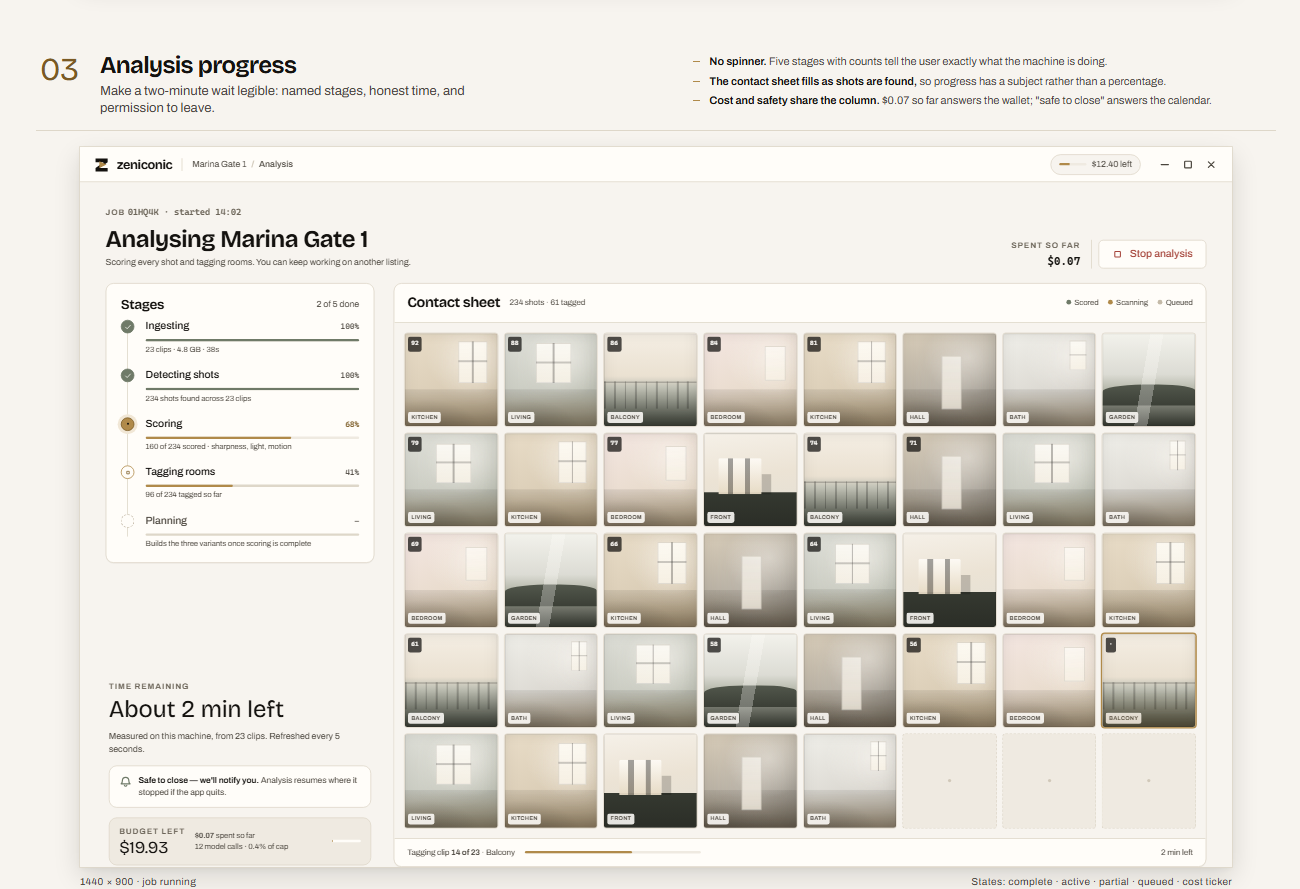 03
Analysis progress
Make a two-minute wait legible: named stages, honest time, and
permission to leave.
— No spinner. Five stages with counts tell the user exactly what the machine is doing.
— The contact sheet fills as shots are found, so progress has a subject rather than a percentage.
— Cost and safety share the column. $0.07 so far answers the wallet; "safe to close" answers the calendar.
zeniconic
Marina Gate 1 / Analysis
$12.40 left
JOB 01HQ4K · started 14:02
Analysing Marina Gate 1
Scoring every shot and tagging rooms. You can keep working on another listing.
SPENT SO FAR
$0.07
Stop analysis
Stages
2 of 5 done
Ingesting
100%
23 clips · 4.8 GB · 38s
Detecting shots
100%
234 shots found across 23 clips
Scoring
68%
160 of 234 scored · sharpness, light, motion
Tagging rooms
41%
96 of 234 tagged so far
Planning
–
Builds the three variants once scoring is complete
TIME REMAINING
About 2 min left
Measured on this machine, from 23 clips. Refreshed every 5
seconds.
Safe to close — we'll notify you. Analysis resumes where it
stopped if the app quits.
BUDGET LEFT
$19.93
$0.07 spent so far
12 model calls · 0.4% of cap
Contact sheet
234 shots · 61 tagged
Scored
Scanning
Queued
92 88 86 84 81
KITCHEN LIVING BALCONY BEDROOM KITCHEN HALL BATH GARDEN
79 77 74 71
LIVING KITCHEN BEDROOM FRONT BALCONY HALL LIVING BATH
69 66 64
BEDROOM GARDEN KITCHEN HALL LIVING FRONT BEDROOM KITCHEN
61 58 56 ·
BALCONY BATH LIVING GARDEN HALL KITCHEN BEDROOM BALCONY
LIVING KITCHEN FRONT HALL BATH
Tagging clip 14 of 23 · Balcony
2 min left
1440 × 900 · job running
States: complete · active · partial · queued · cost ticker